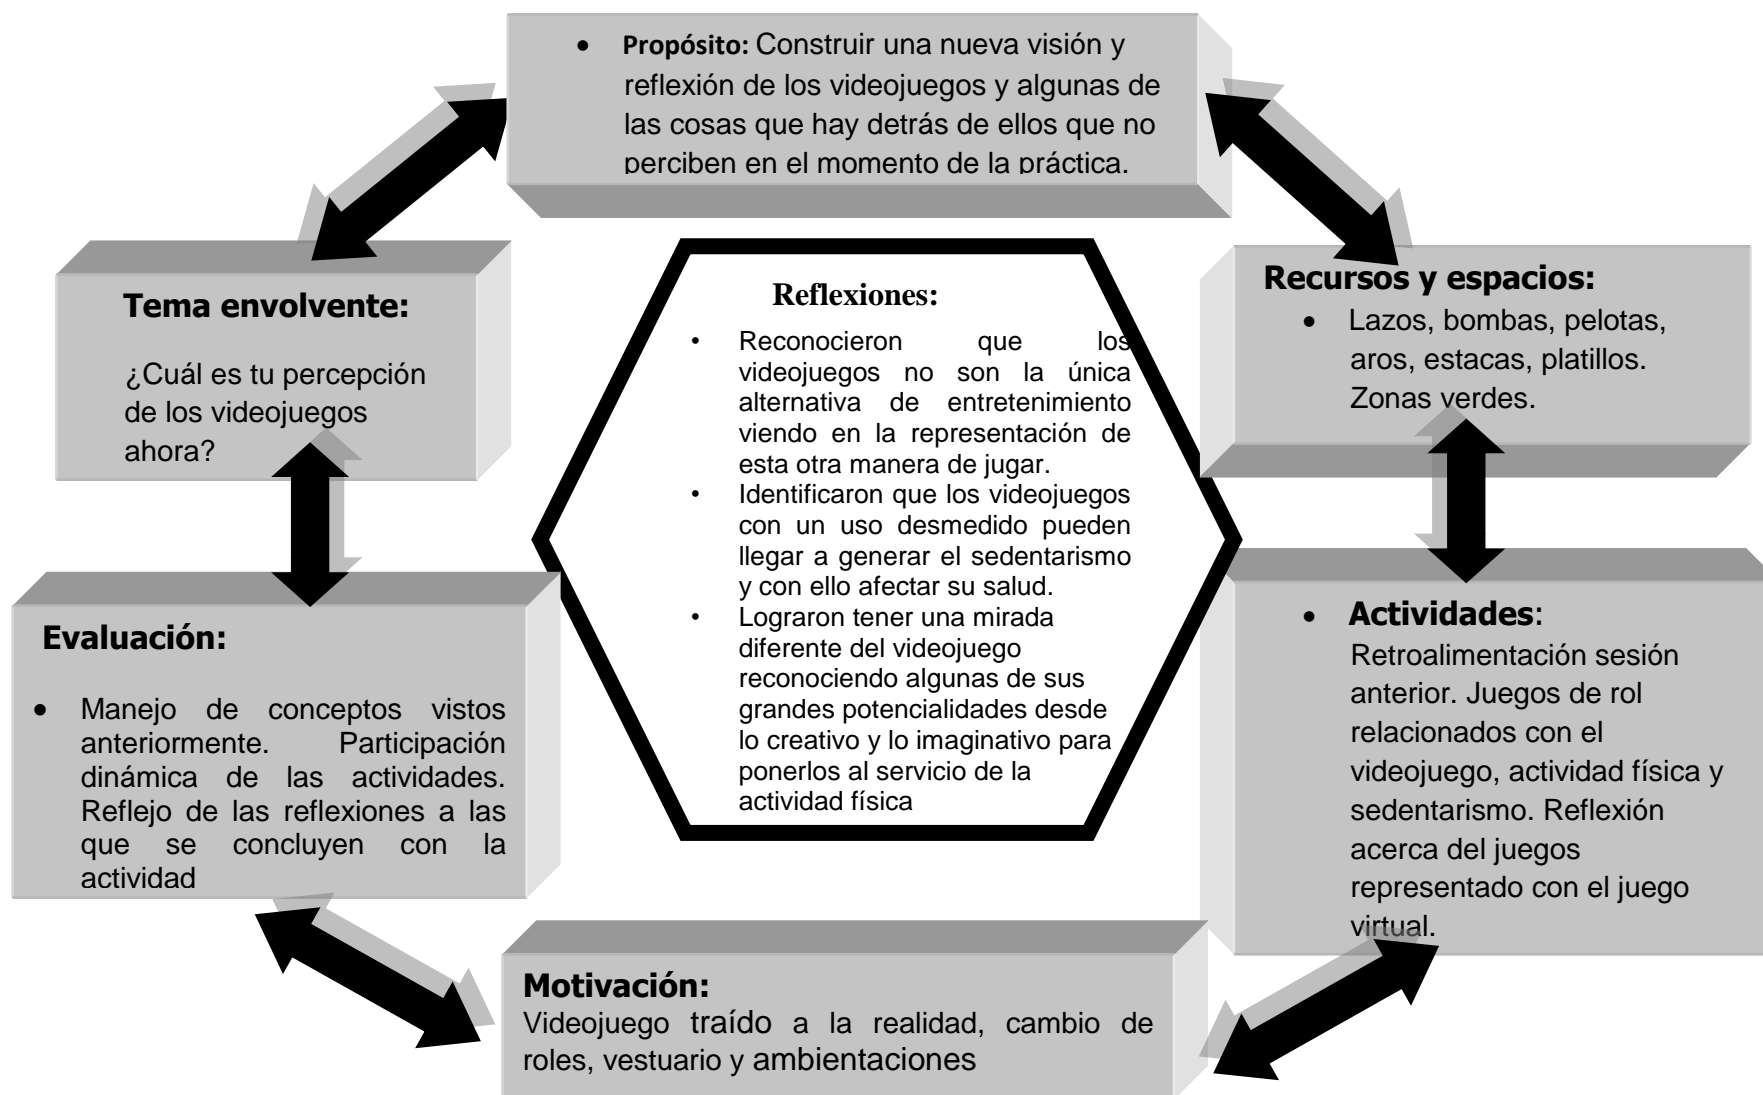 • Propósito: Construir una nueva visión y
reflexión de los videojuegos y algunas de
las cosas que hay detrás de ellos que no
perciben en el momento de la práctica.
Tema envolvente:
¿Cuál es tu percepción
de los videojuegos
ahora?
Reflexiones:
• Reconocieron que los
videojuegos no son la única
alternativa de entretenimiento
viendo en la representación de
esta otra manera de jugar.
• Identificaron que los videojuegos
con un uso desmedido pueden
llegar a generar el sedentarismo
y con ello afectar su salud.
• Lograron tener una mirada
diferente del videojuego
reconociendo algunas de sus
grandes potencialidades desde
lo creativo y lo imaginativo para
ponerlos al servicio de la
actividad física
Recursos y espacios:
• Lazos, bombas, pelotas,
aros, estacas, platillos.
Zonas verdes.
Evaluación:
• Manejo de conceptos vistos
anteriormente. Participación
dinámica de las actividades.
Reflejo de las reflexiones a las
que se concluyen con la
actividad
• Actividades:
Retroalimentación sesión
anterior. Juegos de rol
relacionados con el
videojuego, actividad física y
sedentarismo. Reflexión
acerca del juegos
representado con el juego
virtual.
Motivación:
Videojuego traído a la realidad, cambio de
roles, vestuario y ambientaciones